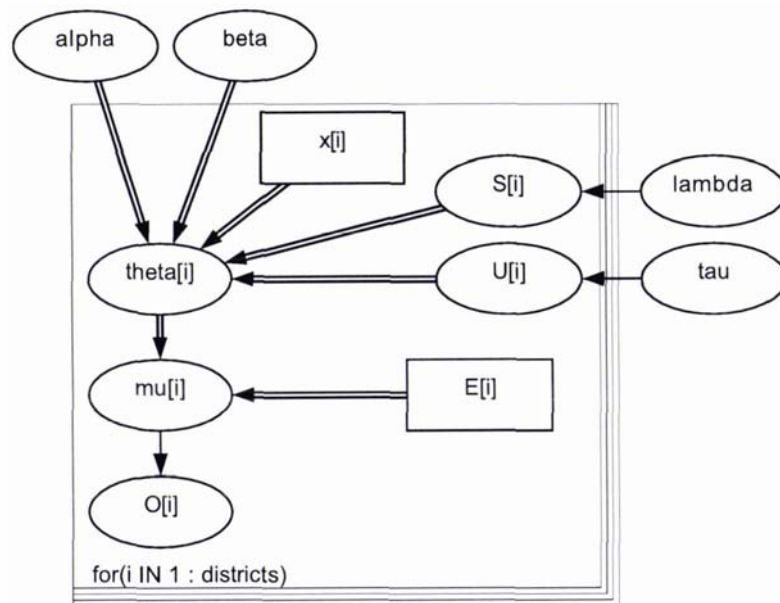 alpha
beta
x[i]
S[i]
lambda
theta[i]
U[i]
tau
mu[i]
E[i]
O[i]
for(i IN 1 : districts)